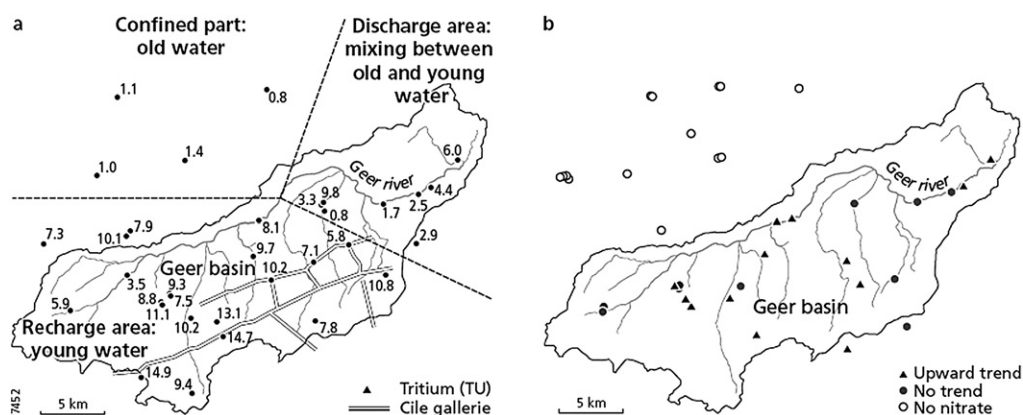 a
Confined part:
old water
Discharge area:
mixing between
old and young
water
1.1
0.8
1.4
1.0
6.0
Geer river
4.4
2.5
1.7
9.8
3.3
0.8
8.1
7.9
10.1
7.3
2.9
5.8
9.7
7.1
Geer basin
10.2
10.8
3.5
9.3
8.8
7.5
11.1
5.9
10.2
13.1
7.8
14.7
Recharge area:
young water
14.9
9.4
7452
5 km
Tritium (TU)
Cile gallerie
b
Geer river
Geer basin
5 km
Upward trend
No trend
No nitrate